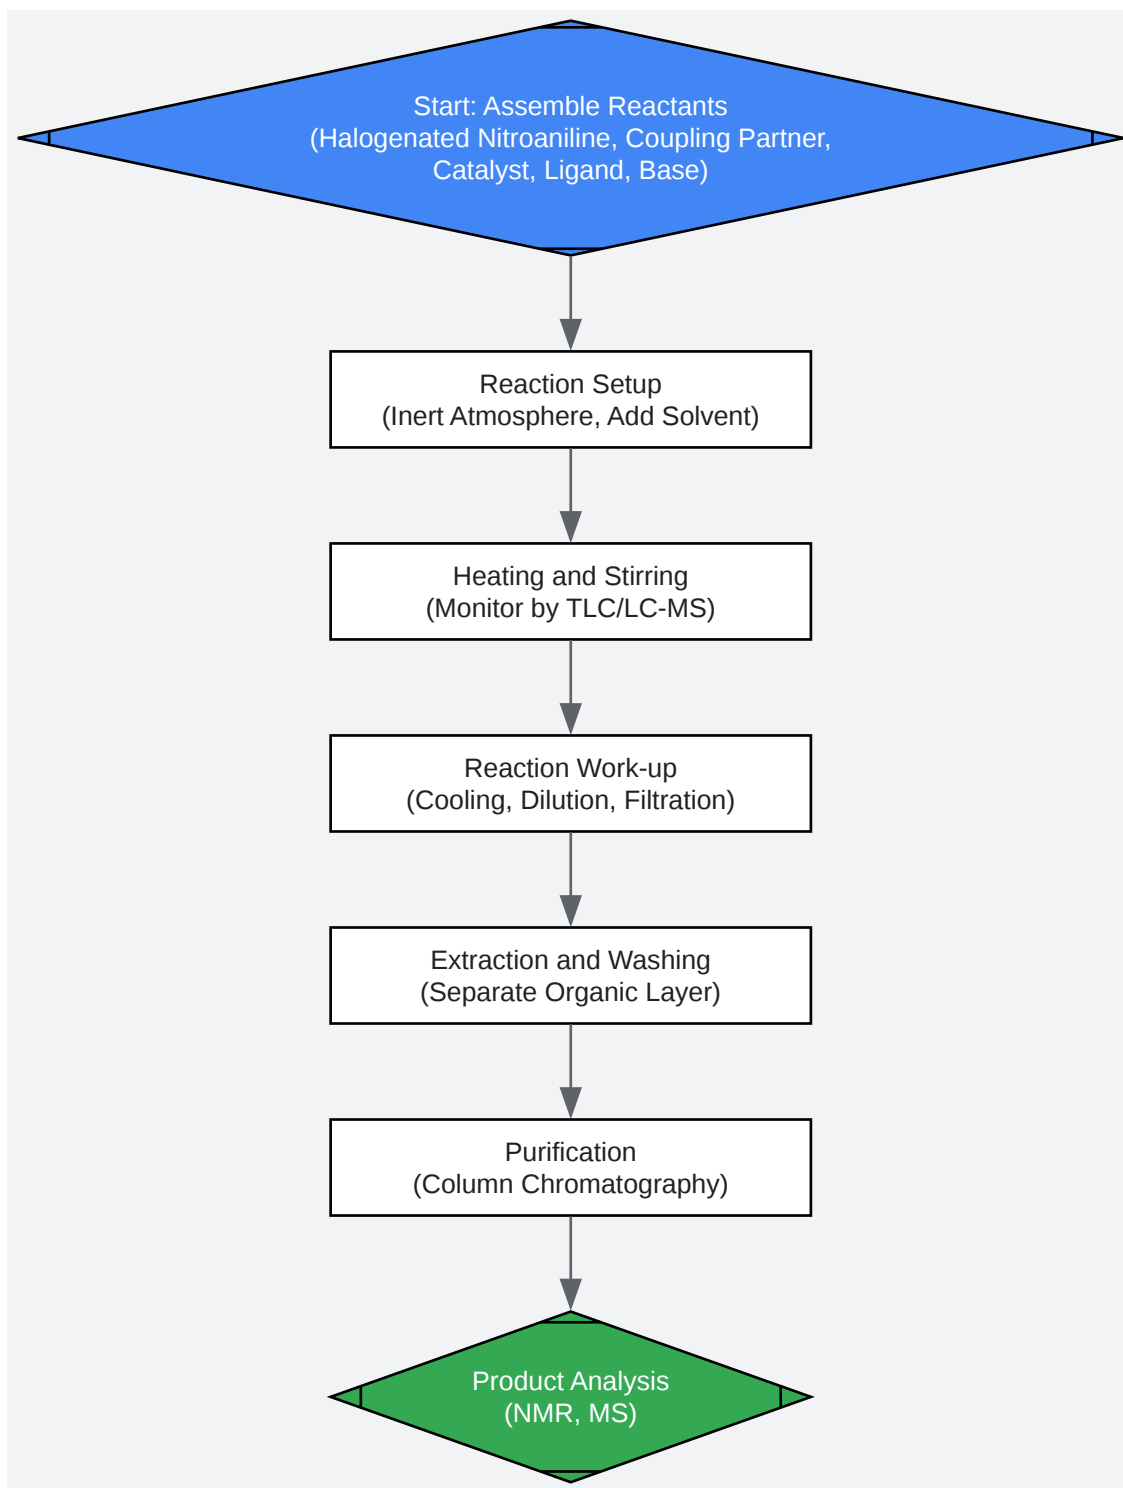 Start: Assemble Reactants
(Halogenated Nitroaniline, Coupling Partner,
Catalyst, Ligand, Base)
Reaction Setup
(Inert Atmosphere, Add Solvent)
Heating and Stirring
(Monitor by TLC/LC-MS)
Reaction Work-up
(Cooling, Dilution, Filtration)
Extraction and Washing
(Separate Organic Layer)
Purification
(Column Chromatography)
Product Analysis
(NMR, MS)